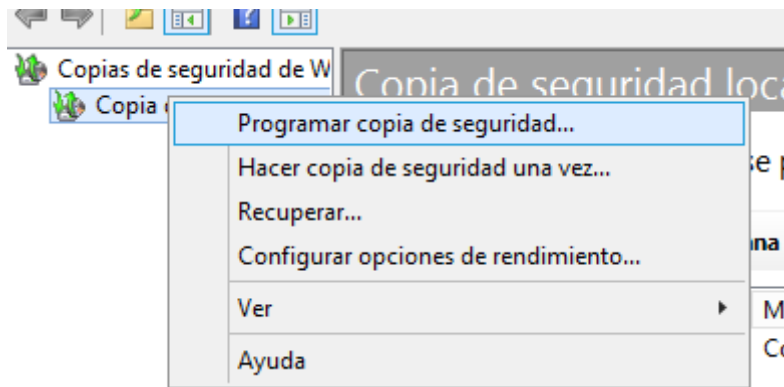 Copias de seguridad de W
Copia de seguridad loca
Copia
Programar copia de seguridad...
Hacer copia de seguridad una vez...
Recuperar...
Configurar opciones de rendimiento...
Ver
Ayuda